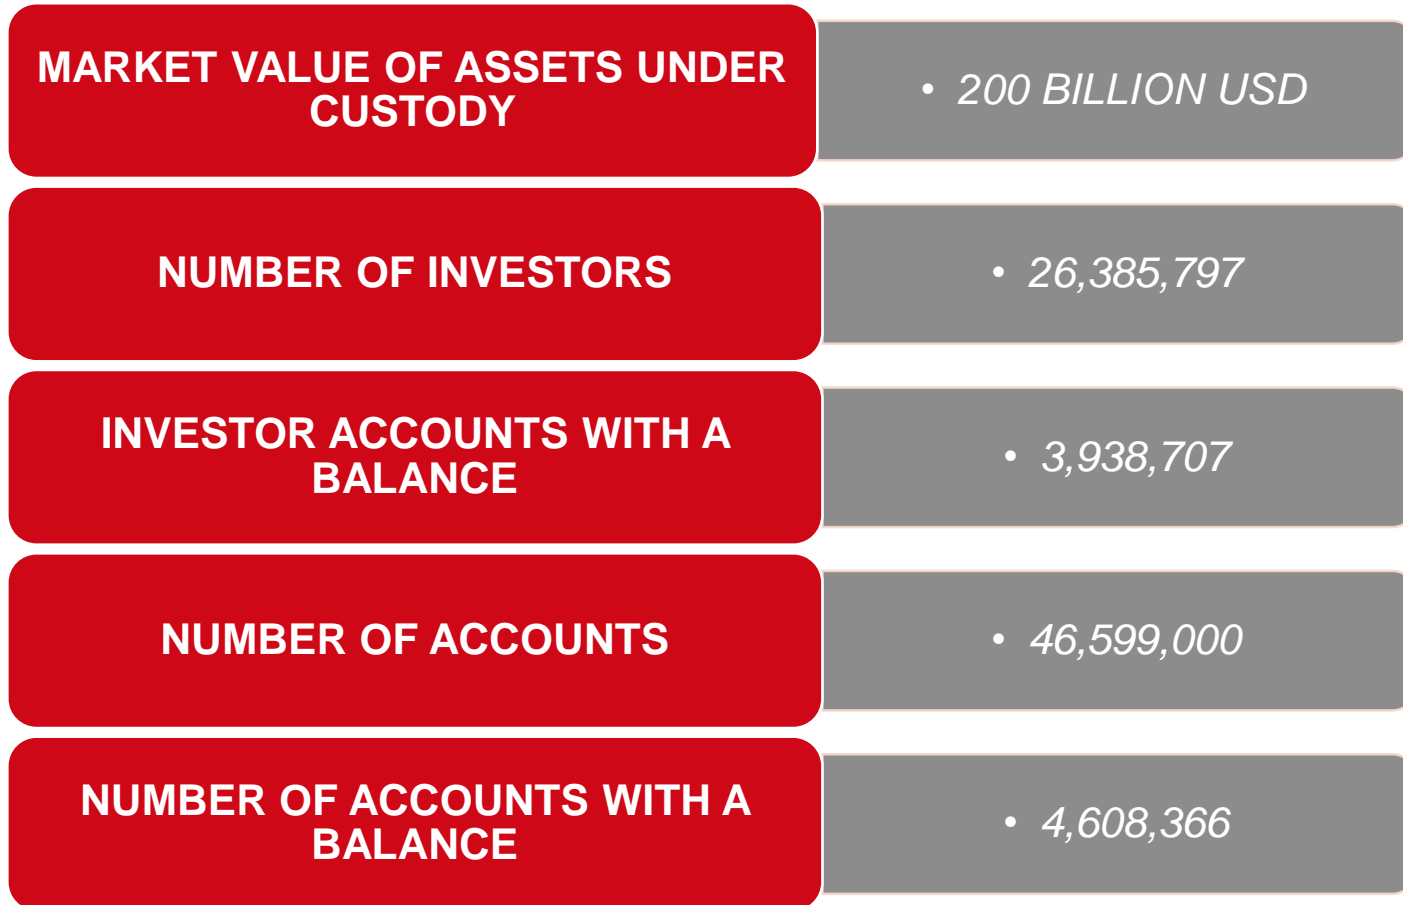 MARKET VALUE OF ASSETS UNDER
CUSTODY
• 200 BILLION USD
NUMBER OF INVESTORS
• 26,385,797
INVESTOR ACCOUNTS WITH A
BALANCE
• 3,938,707
NUMBER OF ACCOUNTS
• 46,599,000
NUMBER OF ACCOUNTS WITH A
BALANCE
• 4,608,366